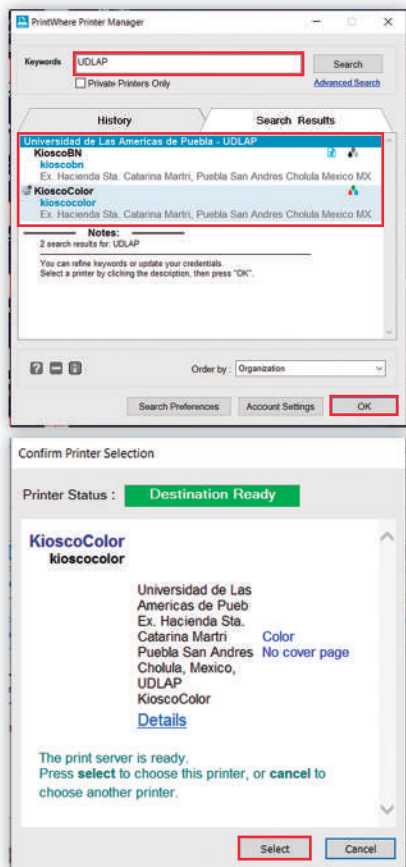 PrintWhere Printer Manager
Keywords UDLAP Search
Private Printers Only Advanced Search
History Search Results
Universidad de Las Americas de Puebla - UDLAP
KioscoBN
kioscobn
Ex. Hacienda Sta. Catarina Martri, Puebla San Andres Cholula Mexico MX
KioscoColor
kioscocolor
Ex. Hacienda Sta. Catarina Martri, Puebla San Andres Cholula Mexico MX
Notes:
2 search results for: UDLAP
You can refine keywords or update your credentials.
Select a printer by clicking the description, then press "OK".
Order by : Organization
Search Preferences Account Settings OK
Confirm Printer Selection
Printer Status : Destination Ready
KioscoColor
kioscocolor
Universidad de Las
Americas de Pueb
Ex. Hacienda Sta.
Catarina Martri Color
Puebla San Andres No cover page
Cholula, Mexico,
UDLAP
KioscoColor
Details
The print server is ready.
Press select to choose this printer, or cancel to
choose another printer.
Select Cancel